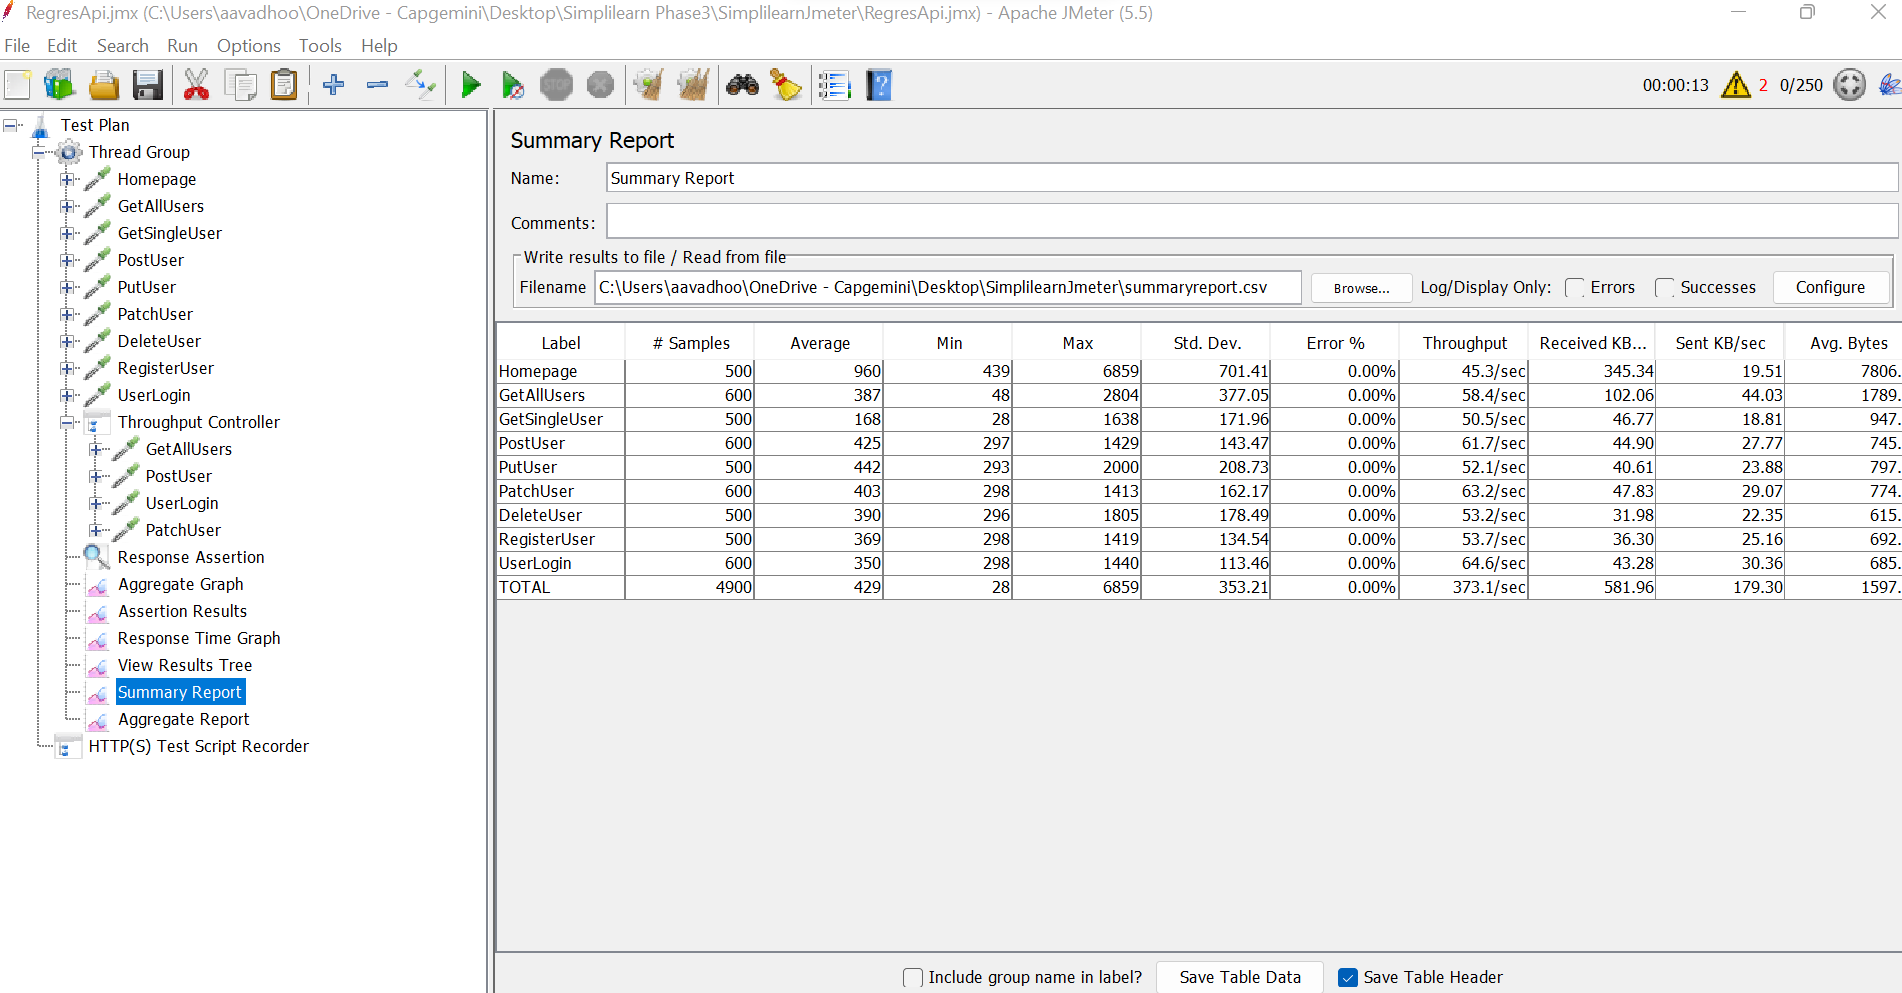 RegresApi.jmx (C:\Users\aavadhoo\OneDrive - Capgemini\Desktop\Simplilearn Phase3\SimplilearnJmeter\RegresApi.jmx) - Apache JMeter (5.5)
File Edit Search Run Options Tools Help
STOP
00:00:13 2 0/250
Test Plan
Thread Group
Homepage
GetAllUsers
GetSingleUser
PostUser
PutUser
PatchUser
DeleteUser
RegisterUser
UserLogin
Throughput Controller
GetAllUsers
PostUser
UserLogin
PatchUser
Response Assertion
Aggregate Graph
Assertion Results
Response Time Graph
View Results Tree
Summary Report
Aggregate Report
HTTP(S) Test Script Recorder
Summary Report
Name: Summary Report
Comments:
Write results to file / Read from file
Filename C:\Users\aavadhoo\OneDrive - Capgemini\Desktop\SimplilearnJmeter\summaryreport.csv Browse... Log/Display Only: Errors Successes Configure
Label # Samples Average Min Max Std. Dev. Error % Throughput Received KB... Sent KB/sec Avg. Bytes
Homepage 500 960 439 6859 701.41 0.00% 45.3/sec 345.34 19.51 7806.
GetAllUsers 600 387 48 2804 377.05 0.00% 58.4/sec 102.06 44.03 1789.
GetSingleUser 500 168 28 1638 171.96 0.00% 50.5/sec 46.77 18.81 947.
PostUser 600 425 297 1429 143.47 0.00% 61.7/sec 44.90 27.77 745.
PutUser 500 442 293 2000 208.73 0.00% 52.1/sec 40.61 23.88 797.
PatchUser 600 403 298 1413 162.17 0.00% 63.2/sec 47.83 29.07 774.
DeleteUser 500 390 296 1805 178.49 0.00% 53.2/sec 31.98 22.35 615.
RegisterUser 500 369 298 1419 134.54 0.00% 53.7/sec 36.30 25.16 692.
UserLogin 600 350 298 1440 113.46 0.00% 64.6/sec 43.28 30.36 685.
TOTAL 4900 429 28 6859 353.21 0.00% 373.1/sec 581.96 179.30 1597.
Include group name in label? Save Table Data Save Table Header